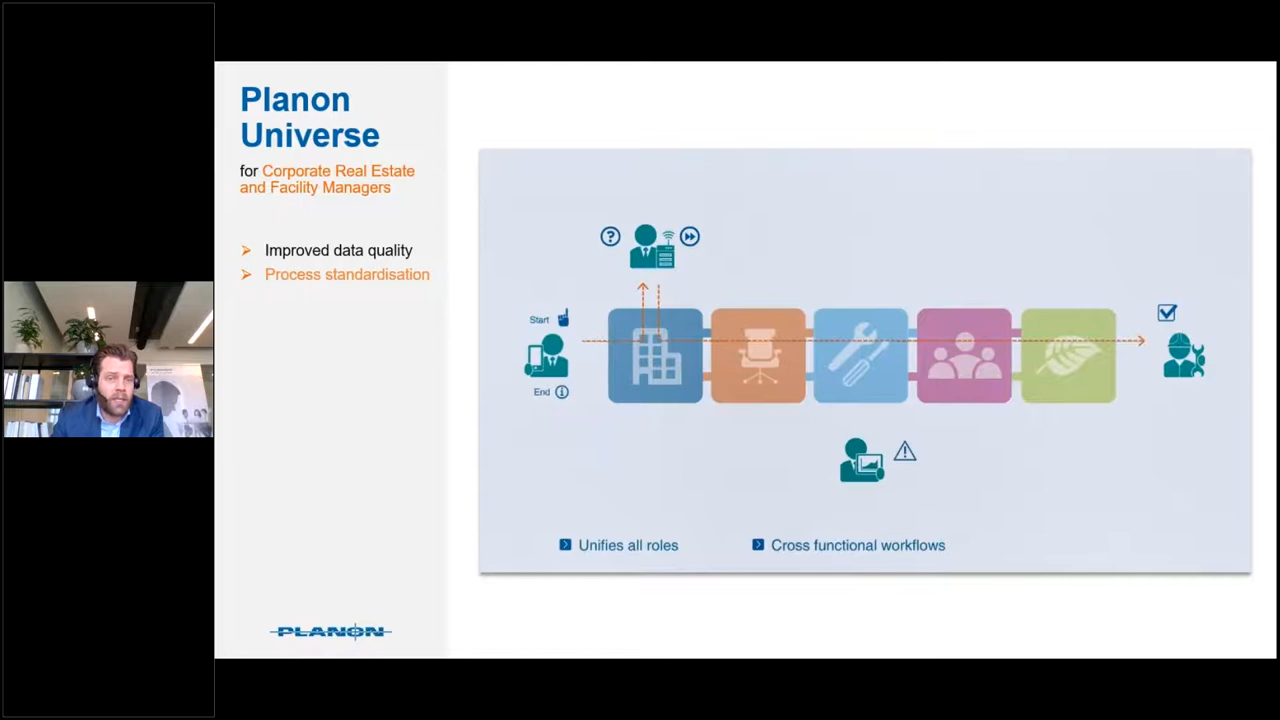 Planon
Universe
for Corporate Real Estate
and Facility Managers
Improved data quality
Process standardisation
PLANON
Start
End
Unifies all roles
Cross functional workflows